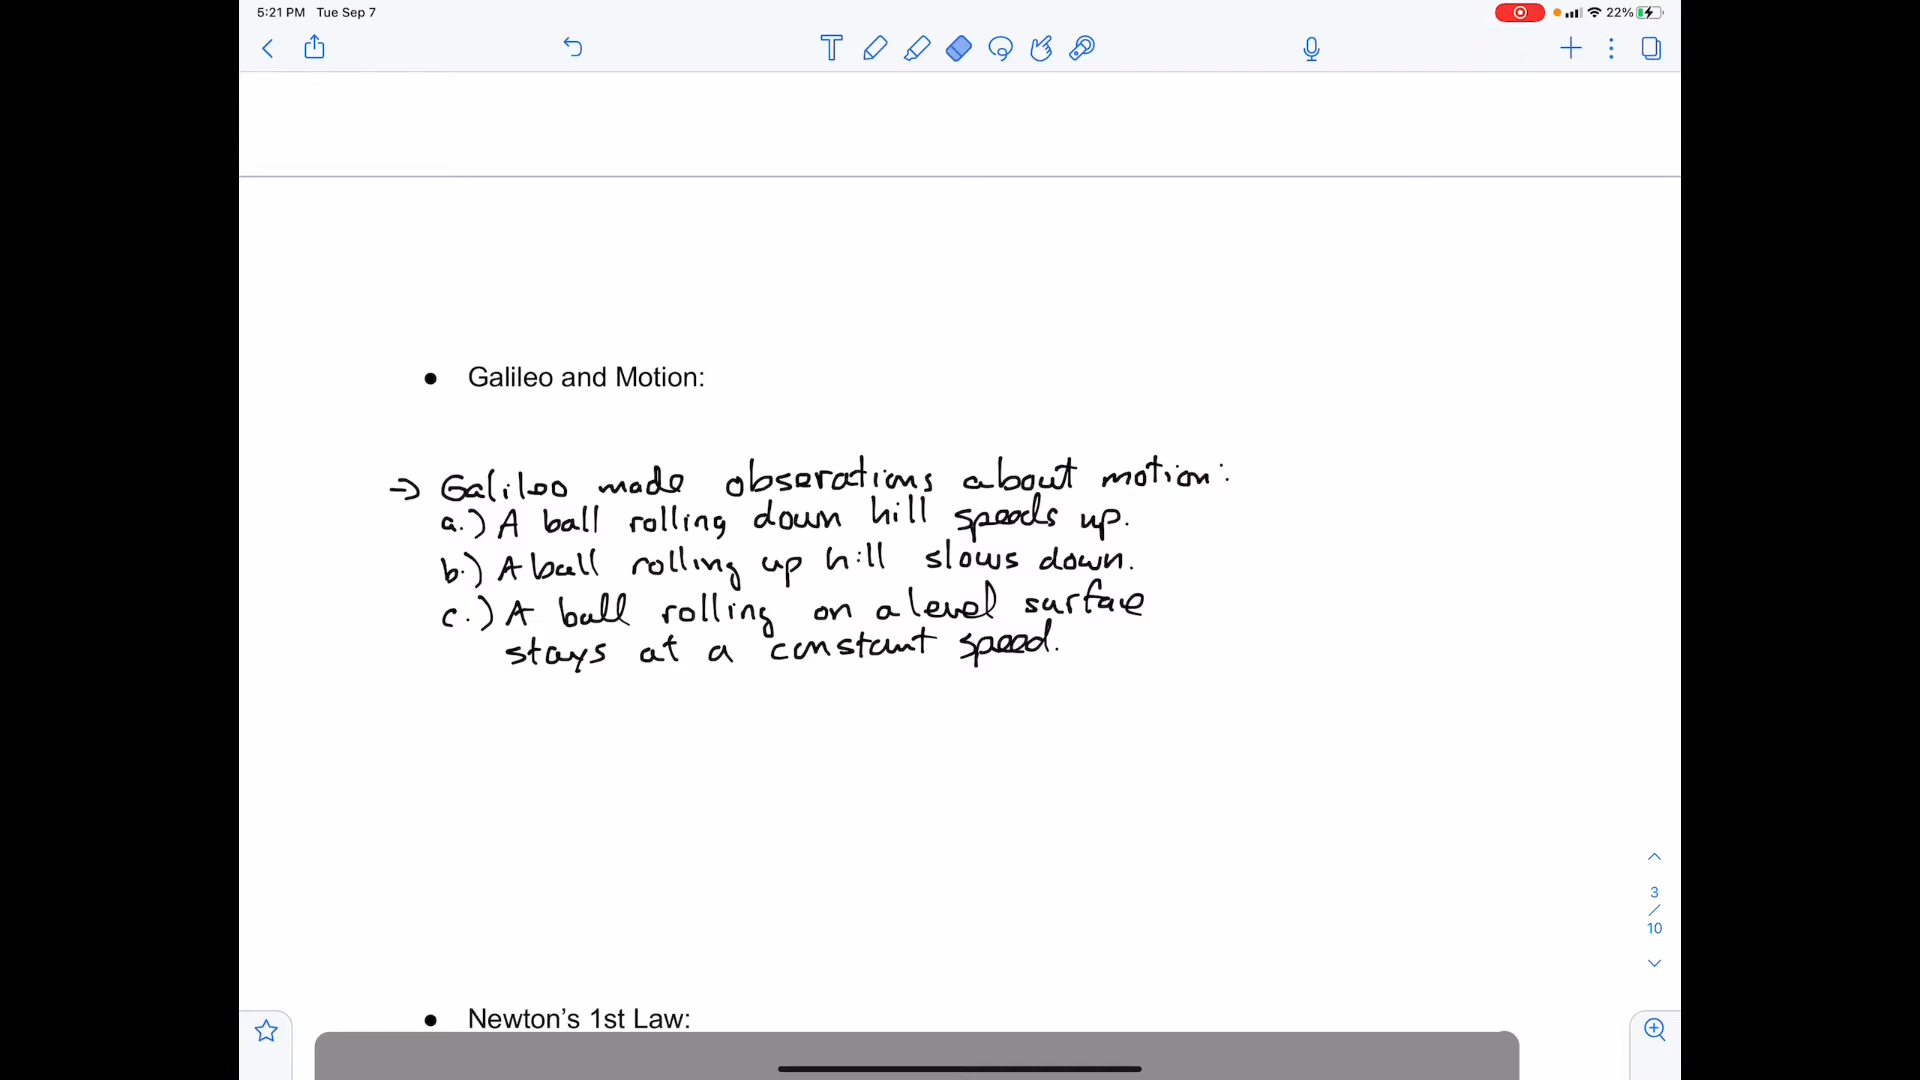 5:21 PM Tue Sep 7
22%
T
• Galileo and Motion:
→ Galileo made obserations about motion:
a.) A ball rolling down hill speeds up.
b.) A ball rolling up hill slows down.
c.) A ball rolling on a level surface
stays at a constant speed.
3
/
10
• Newton’s 1st Law: